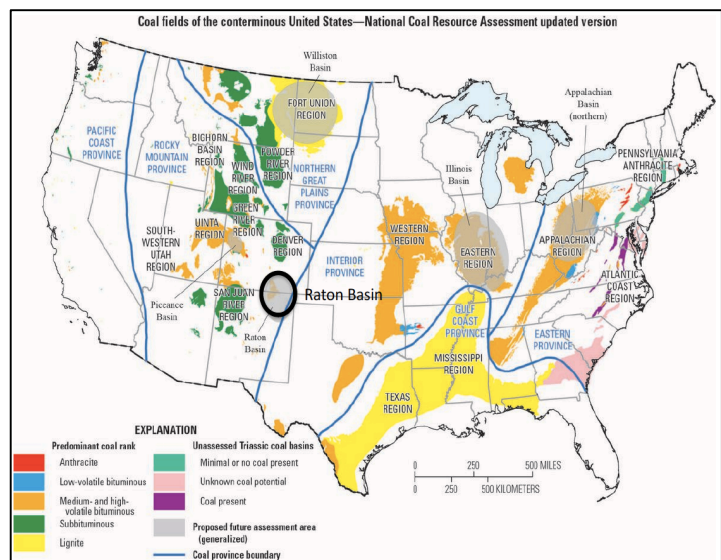 Coal fields of the conterminous United States—National Coal Resource Assessment updated version
Williston
Basin
FORT UNION
REGION
Appalachian
Basin
(northern)
PACIFIC
COAST
PROVINCE
ROCKY
MOUNTAIN
PROVINCE
BICHORN
BASIN
REGION
POWDER
RIVER
REGION
WIND
RIVER
REGION
NORTHERN
GREAT
PLAINS
PROVINCE
PENNSYLVANIA
ANTHRACITE
REGION
Illinois
Basin
GREEN
RIVER
REGION
UINTA
REGION
SOUTH-
WESTERN
UTAH
REGION
DENVER
REGION
WESTERN
REGION
INTERIOR
PROVINCE
EASTERN
REGION
APPALACHIAN
REGION
ATLANTIC
COAST
REGION
Piceance
Basin
SAN JUAN
RIVER
REGION
Raton Basin
Raton
Basin
GULF
COAST
PROVINCE
EASTERN
PROVINCE
MISSISSIPPI
REGION
TEXAS
REGION
EXPLANATION
Predominant coal rank
Anthracite
Low-volatile bituminous
Medium- and high-
volatile bituminous
Subbituminous
Lignite
Unassessed Triassic coal basins
Minimal or no coal present
Unknown coal potential
Coal present
Proposed future assessment area
(generalized)
Coal province boundary
0 250 500 MILES
0 250 500 KILOMETERS